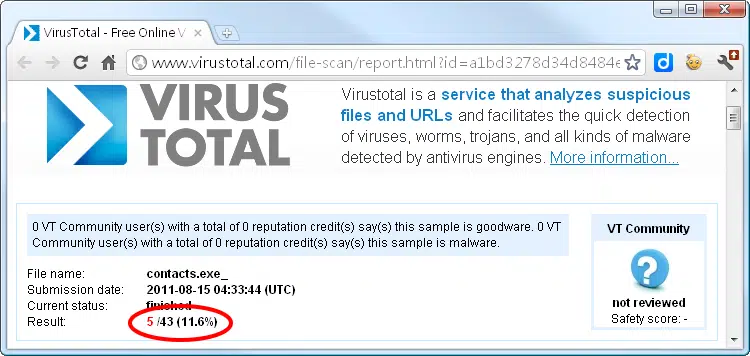 VirusTotal - Free Online V
www.virustotal.com/file-scan/report.html?id=a1bd3278d34d8484e
VIRUS
TOTAL
Virustotal is a service that analyzes suspicious
files and URLs and facilitates the quick detection
of viruses, worms, trojans, and all kinds of malware
detected by antivirus engines. More information...
0 VT Community user(s) with a total of 0 reputation credit(s) say(s) this sample is goodware. 0 VT
Community user(s) with a total of 0 reputation credit(s) say(s) this sample is malware.
VT Community
not reviewed
Safety score: -
File name: contacts.exe_
Submission date: 2011-08-15 04:33:44 (UTC)
Current status: finished
Result: 5 /43 (11.6%)